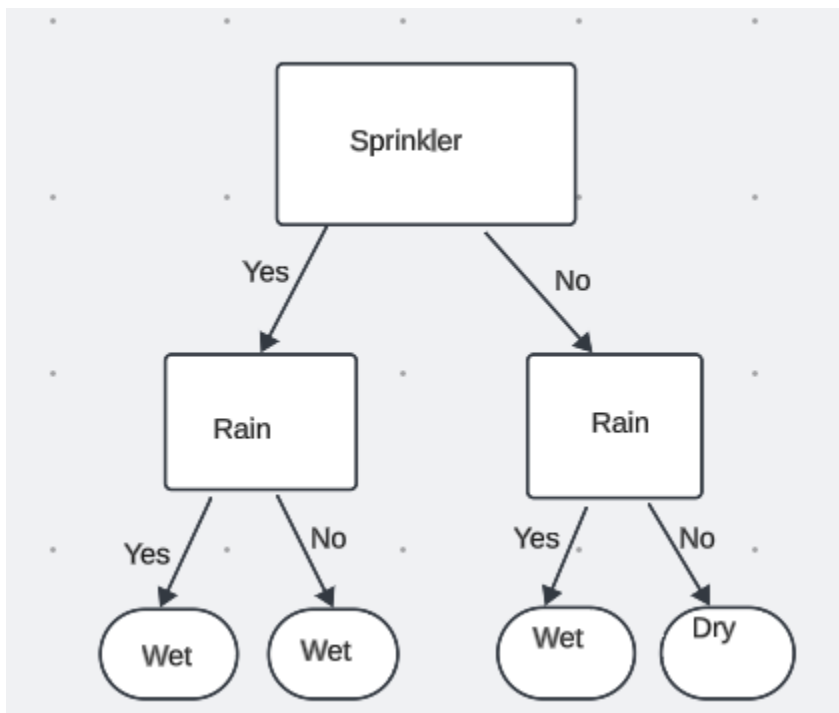 Sprinkler
Yes
No
Rain
Rain
Yes
No
Yes
No
Wet
Wet
Wet
Dry